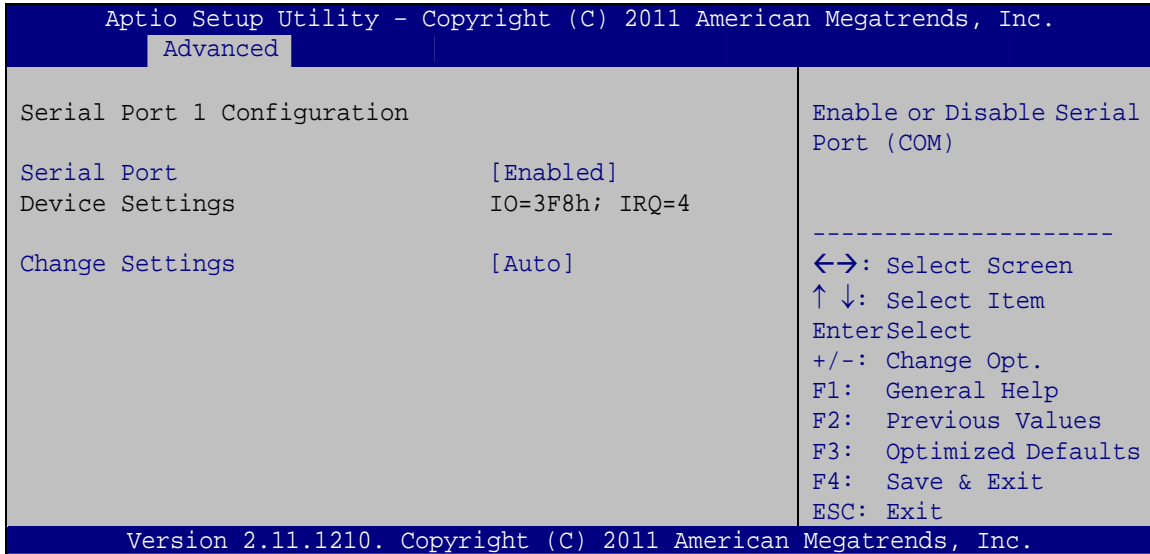 Aptio Setup Utility – Copyright (C) 2011 American Megatrends, Inc.
Advanced
Serial Port 1 Configuration
Serial Port [Enabled]
Device Settings IO=3F8h; IRQ=4
Change Settings [Auto]
Enable or Disable Serial
Port (COM)
---------------------
←→: Select Screen
↑ ↓: Select Item
EnterSelect
+/-: Change Opt.
F1: General Help
F2: Previous Values
F3: Optimized Defaults
F4: Save & Exit
ESC: Exit
Version 2.11.1210. Copyright (C) 2011 American Megatrends, Inc.